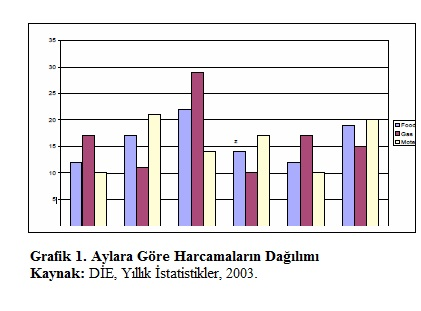 35
30
25
20
15
10
5
Food
Gas
Mote
Grafik 1. Aylara Göre Harcamaların Dağılımı
Kaynak: DİE, Yıllık İstatistikler, 2003.